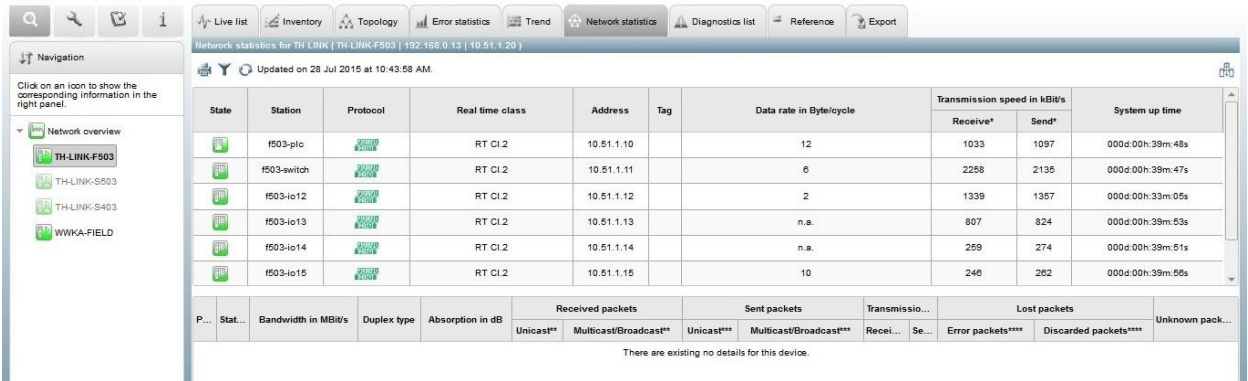 Live list
Inventory
Topology
Error statistics
Trend
Network statistics
Diagnostics list
Reference
Export
Navigation
Click on an icon to show the
corresponding information in the
right panel.
Network overview
TH-LINK-F503
TH-LINK-S503
TH-LINK-S403
WWKA-FIELD
Network statistics for TH LINK ( TH-LINK-F503 | 192.168.0.13 | 10.51.1.20 )
Updated on 28 Jul 2015 at 10:43:58 AM.
State Station Protocol Real time class Address Tag Data rate in Byte/cycle Transmission speed in kBit/s System up time
Receive* Send*
f503-plc RT Cl.2 10.51.1.10 12 1033 1097 000d:00h:39m:48s
f503-switch RT Cl.2 10.51.1.11 6 2258 2135 000d:00h:39m:47s
f503-io12 RT Cl.2 10.51.1.12 2 1339 1357 000d:00h:33m:05s
f503-io13 RT Cl.2 10.51.1.13 n.a. 807 824 000d:00h:39m:53s
f503-io14 RT Cl.2 10.51.1.14 n.a. 259 274 000d:00h:39m:51s
f503-io15 RT Cl.2 10.51.1.15 10 246 262 000d:00h:39m:56s
P... Stat... Bandwidth in MBit/s Duplex type Absorption in dB Received packets Sent packets Transmissio... Lost packets Unknown pack...
Unicast** Multicast/Broadcast** Unicast*** Multicast/Broadcast*** Recei... Se... Error packets**** Discarded packets****
There are existing no details for this device.